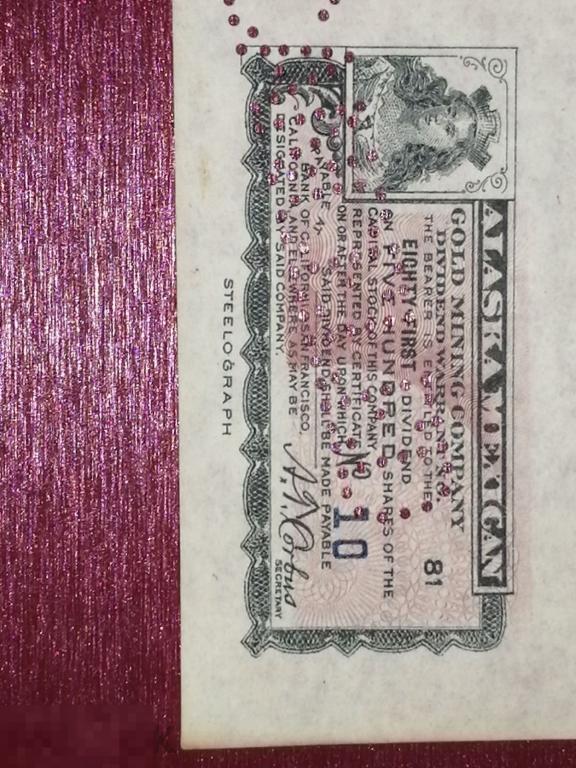 ALASKA MEXICAN
GOLD MINING COMPANY
DIVIDEND WARRANT NO. 81
THE BEARER IS ENTITLED TO THE
EIGHTY-FIRST DIVIDEND
ON FIVE HUNDRED SHARES OF THE
CAPITAL STOCK OF THIS COMPANY
REPRESENTED BY CERTIFICATE No 10
ON OR AFTER THE DAY UPON WHICH
SAID DIVIDEND SHALL BE MADE PAYABLE
PAYABLE
BANK OF CALIFORNIA, SAN FRANCISCO,
CALIFORNIA, AND ELSEWHERE AS MAY BE
DESIGNATED BY SAID COMPANY.
SECRETARY
STEELOGRAPH